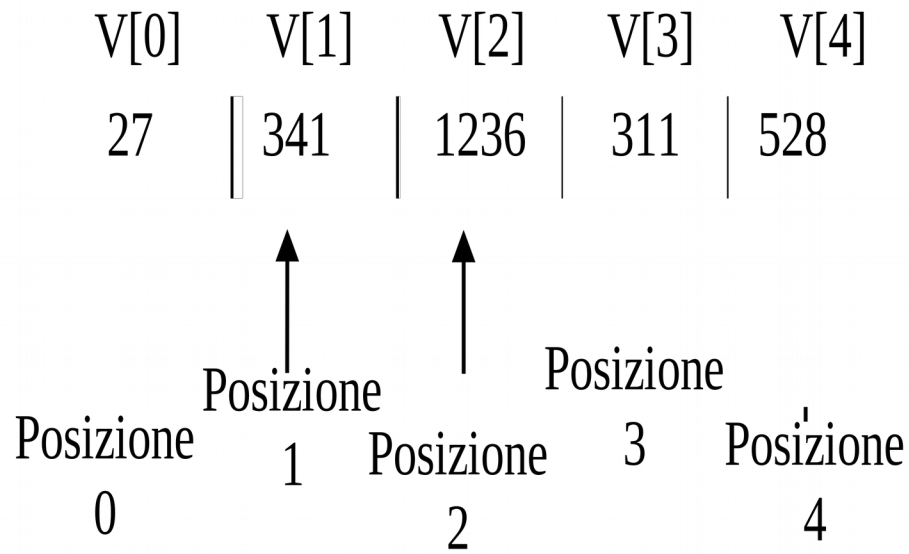 V[0] V[1] V[2] V[3] V[4]
27 341 1236 311 528
Posizione
0
Posizione
1
Posizione
2
Posizione
3
Posizione
4